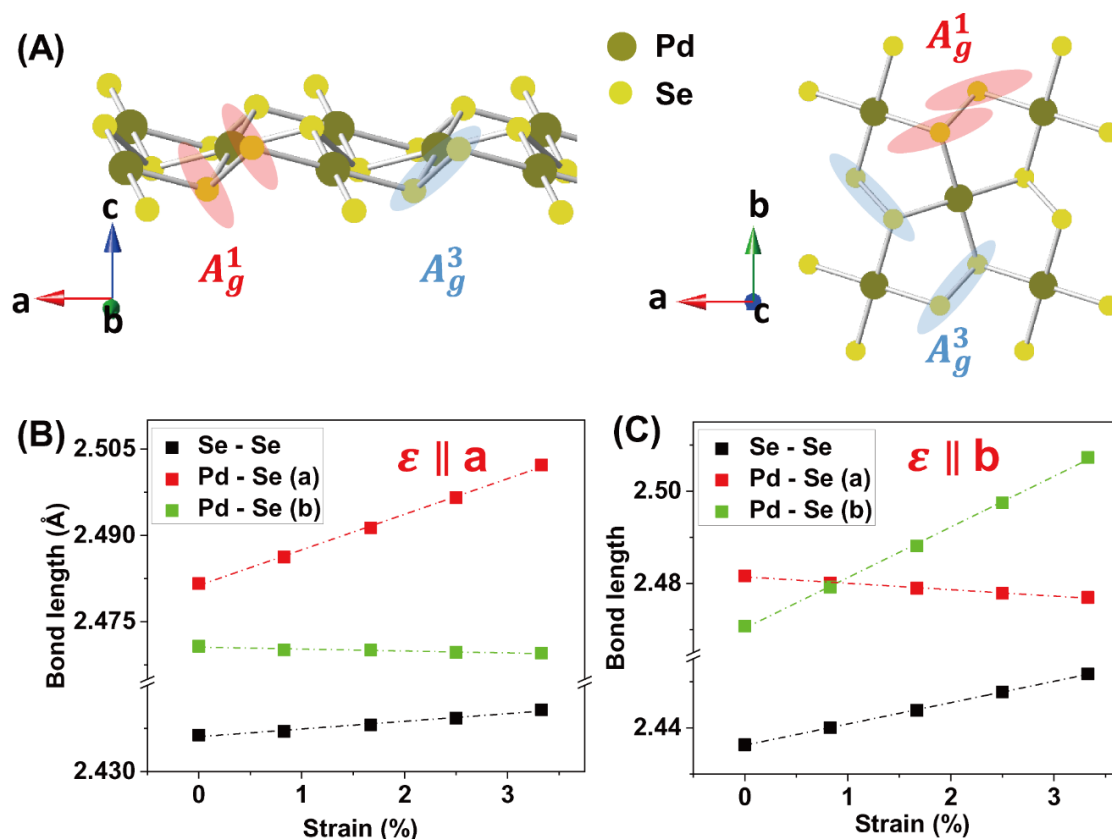 (A)
Pd
Se
A_g^1
A_g^3
c
a
b
A_g^1
A_g^3
b
a
c
(B)
Se - Se
Pd - Se (a)
Pd - Se (b)
ε ∥ a
2.505
2.490
2.475
2.430
Bond length (Å)
0 1 2 3
Strain (%)
(C)
Se - Se
Pd - Se (a)
Pd - Se (b)
ε ∥ b
2.50
2.48
2.44
Bond length
0 1 2 3
Strain (%)